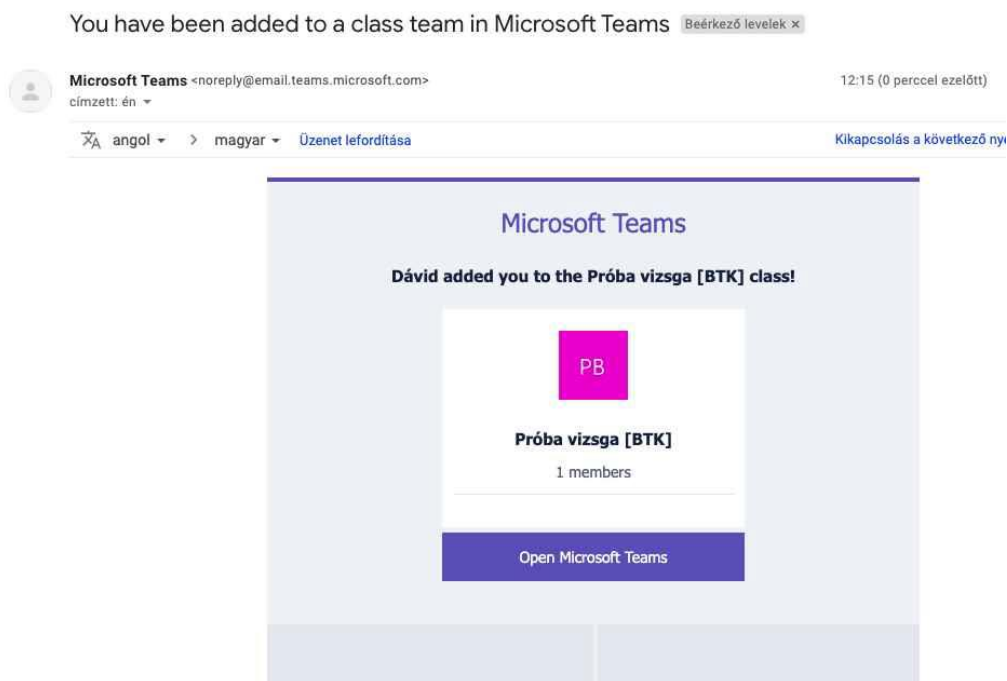 You have been added to a class team in Microsoft Teams Beérkező levelek ×
Microsoft Teams <noreply@email.teams.microsoft.com> 12:15 (0 perccel ezelőtt)
címzett: én
angol > magyar Üzenet lefordítása Kikapcsolás a következő nye
Microsoft Teams
Dávid added you to the Próba vizsga [BTK] class!
PB
Próba vizsga [BTK]
1 members
Open Microsoft Teams